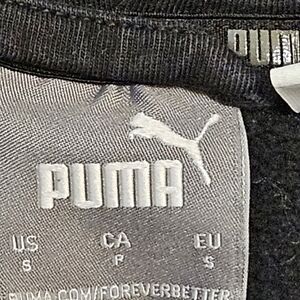 PUMA
PUMA
US CA EU
S P S
PUMA.COM/FOREVERBETTER